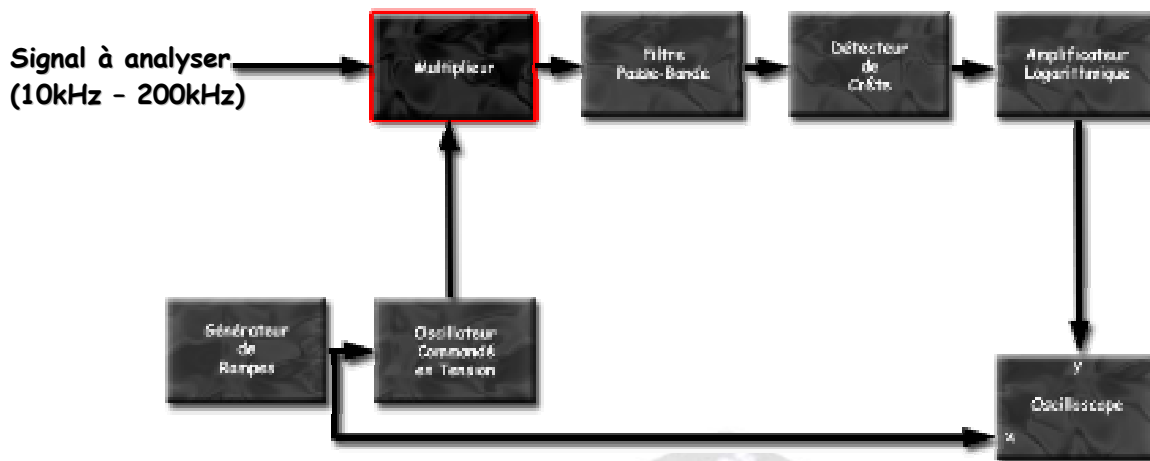 Signal à analyser
(10kHz - 200kHz)
Multiplieur
Filtre
Passe-Bande
Détecteur
de
Crête
Amplificateur
Logarithmique
Générateur
de
Rampes
Oscillateur
Commandé
en Tension
y
Oscilloscope
x